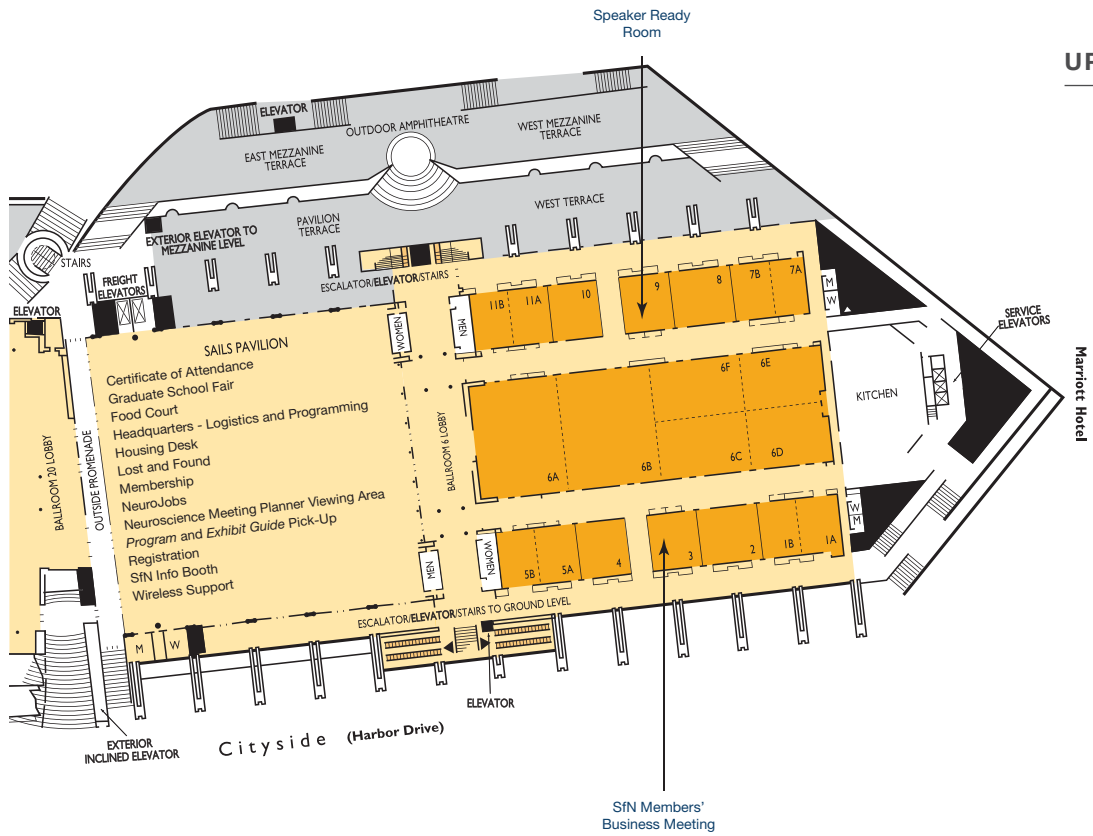 Speaker Ready
Room
UP
ELEVATOR
OUTDOOR AMPHITHEATRE
WEST MEZZANINE
TERRACE
EAST MEZZANINE
TERRACE
WEST TERRACE
PAVILION
TERRACE
EXTERIOR ELEVATOR TO
MEZZANINE LEVEL
STAIRS
FREIGHT
ELEVATORS
ESCALATOR/ELEVATOR/STAIRS
ELEVATOR
WOMEN
MEN
11B
11A
10
9
8
7B
7A
M
W
SERVICE
ELEVATORS
KITCHEN
Marriott Hotel
SAILS PAVILION
Certificate of Attendance
Graduate School Fair
Food Court
Headquarters - Logistics and Programming
Housing Desk
Lost and Found
Membership
NeuroJobs
Neuroscience Meeting Planner Viewing Area
Program and Exhibit Guide Pick-Up
Registration
SfN Info Booth
Wireless Support
BALLROOM 20 LOBBY
OUTSIDE PROMENADE
BALLROOM 6 LOBBY
6F
6E
6A
6B
6C
6D
W
M
MEN
WOMEN
5B
5A
4
3
2
1B
1A
M
W
ESCALATOR/ELEVATOR/STAIRS TO GROUND LEVEL
ELEVATOR
EXTERIOR
INCLINED ELEVATOR
Cityside (Harbor Drive)
SfN Members'
Business Meeting